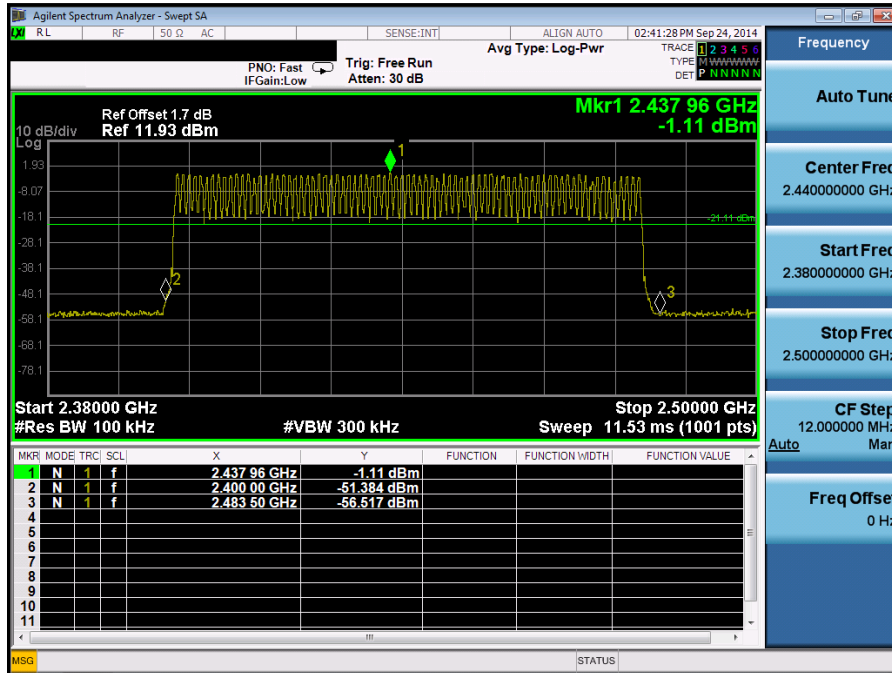 Agilent Spectrum Analyzer - Swept SA
LXI RL RF 50 Ω AC SENSE:INT ALIGN AUTO 02:41:28 PM Sep 24, 2014
Avg Type: Log-Pwr
TRACE 1 2 3 4 5 6
TYPE M WWWWW
DET P N N N N N
PNO: Fast
IFGain:Low
Trig: Free Run
Atten: 30 dB
Mkr1 2.437 96 GHz
-1.11 dBm
Ref Offset 1.7 dB
10 dB/div Ref 11.93 dBm
Log
1
1.93
-8.07
-18.1
-21.11 dBm
-28.1
-38.1
2
-48.1
3
-58.1
-68.1
-78.1
Start 2.38000 GHz Stop 2.50000 GHz
#Res BW 100 kHz #VBW 300 kHz Sweep 11.53 ms (1001 pts)
MKR MODE TRC SCL X Y FUNCTION FUNCTION WIDTH FUNCTION VALUE
1 N 1 f 2.437 96 GHz -1.11 dBm
2 N 1 f 2.400 00 GHz -51.384 dBm
3 N 1 f 2.483 50 GHz -56.517 dBm
4
5
6
7
8
9
10
11
MSG STATUS
Frequency
Auto Tune
Center Freq
2.440000000 GHz
Start Freq
2.380000000 GHz
Stop Freq
2.500000000 GHz
CF Step
12.000000 MHz
Auto Man
Freq Offset
0 Hz